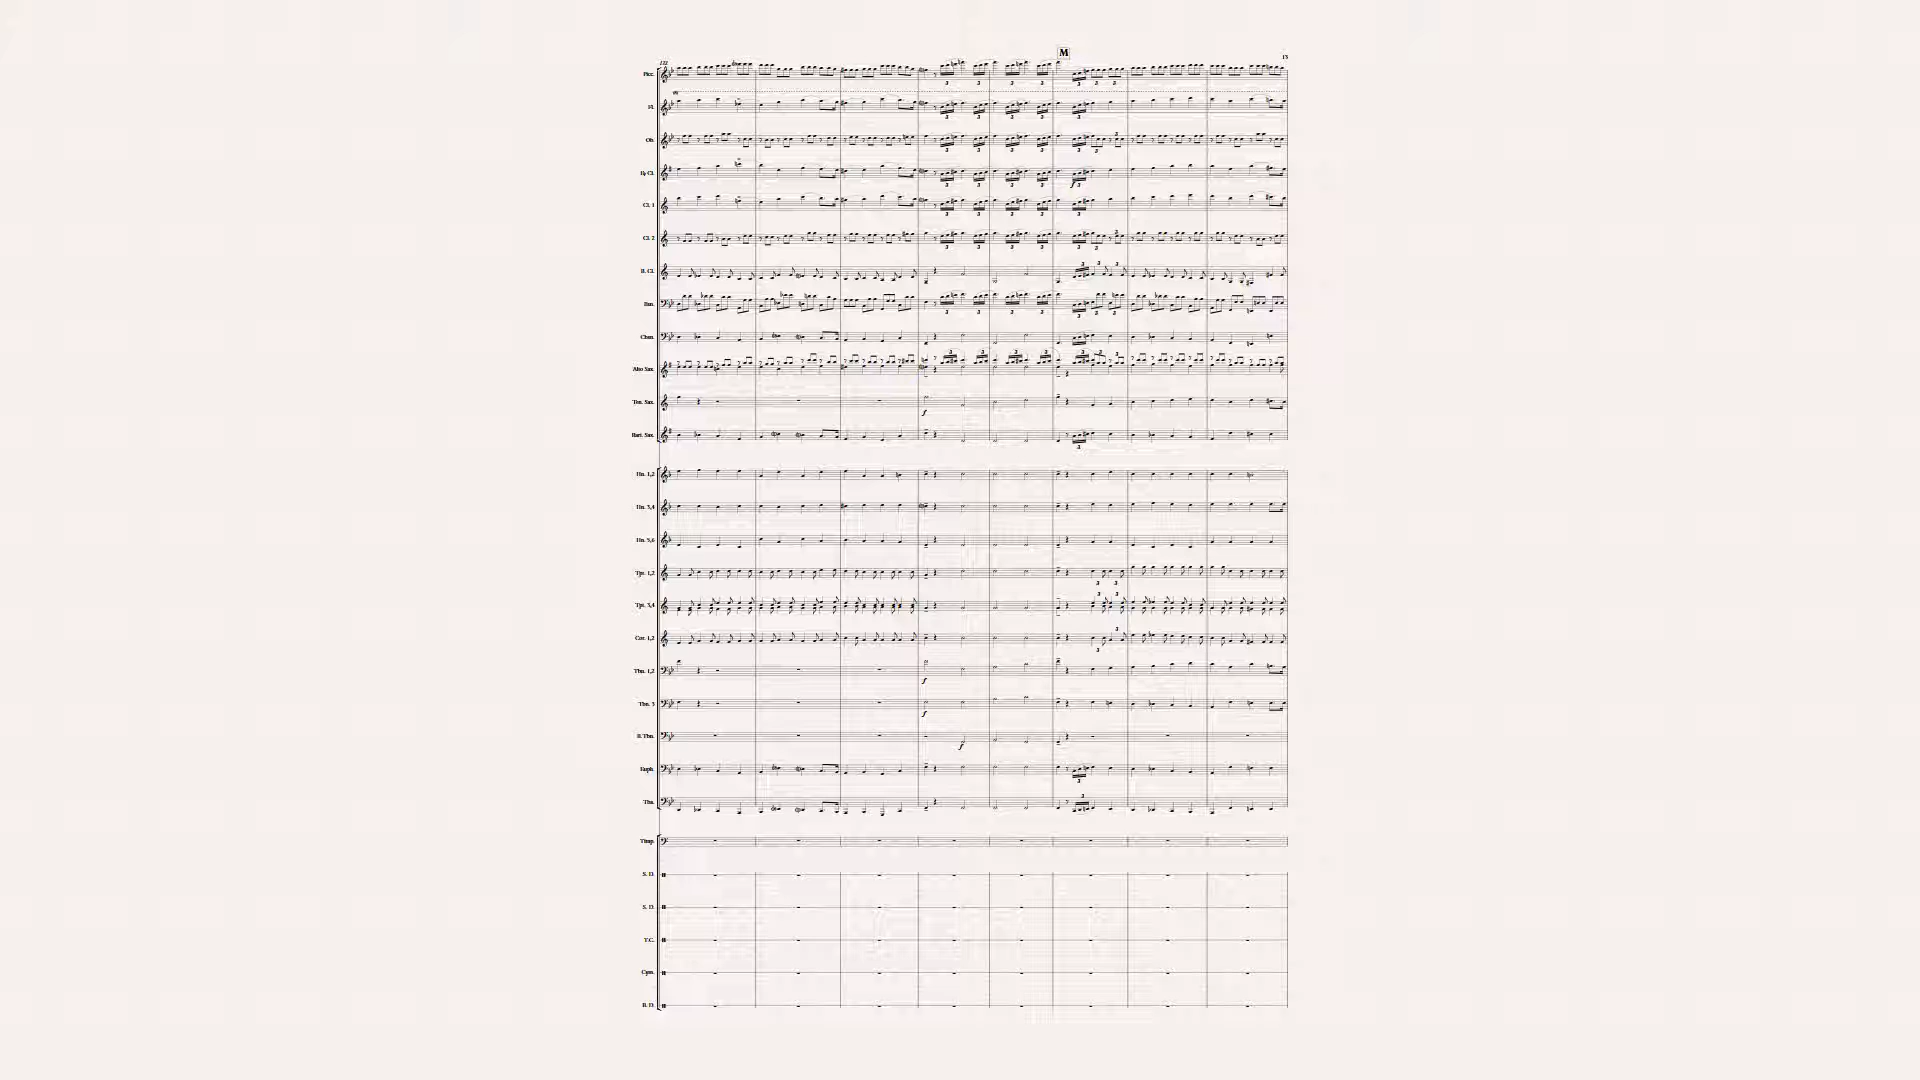 M
122
13
Picc.
Fl.
Ob.
E♭ Cl.
Cl. 1
Cl. 2
B. Cl.
Bsn.
Cbsn.
Alto Sax.
Ten. Sax.
f
Bari. Sax.
Hn. 1,2
Hn. 3,4
Hn. 5,6
Tpt. 1,2
Tpt. 3,4
Cor. 1,2
Tbn. 1,2
f
Tbn. 3
f
B. Tbn.
f
Euph.
Tba.
Timp.
S. D.
S. D.
T.C.
Cym.
B. D.